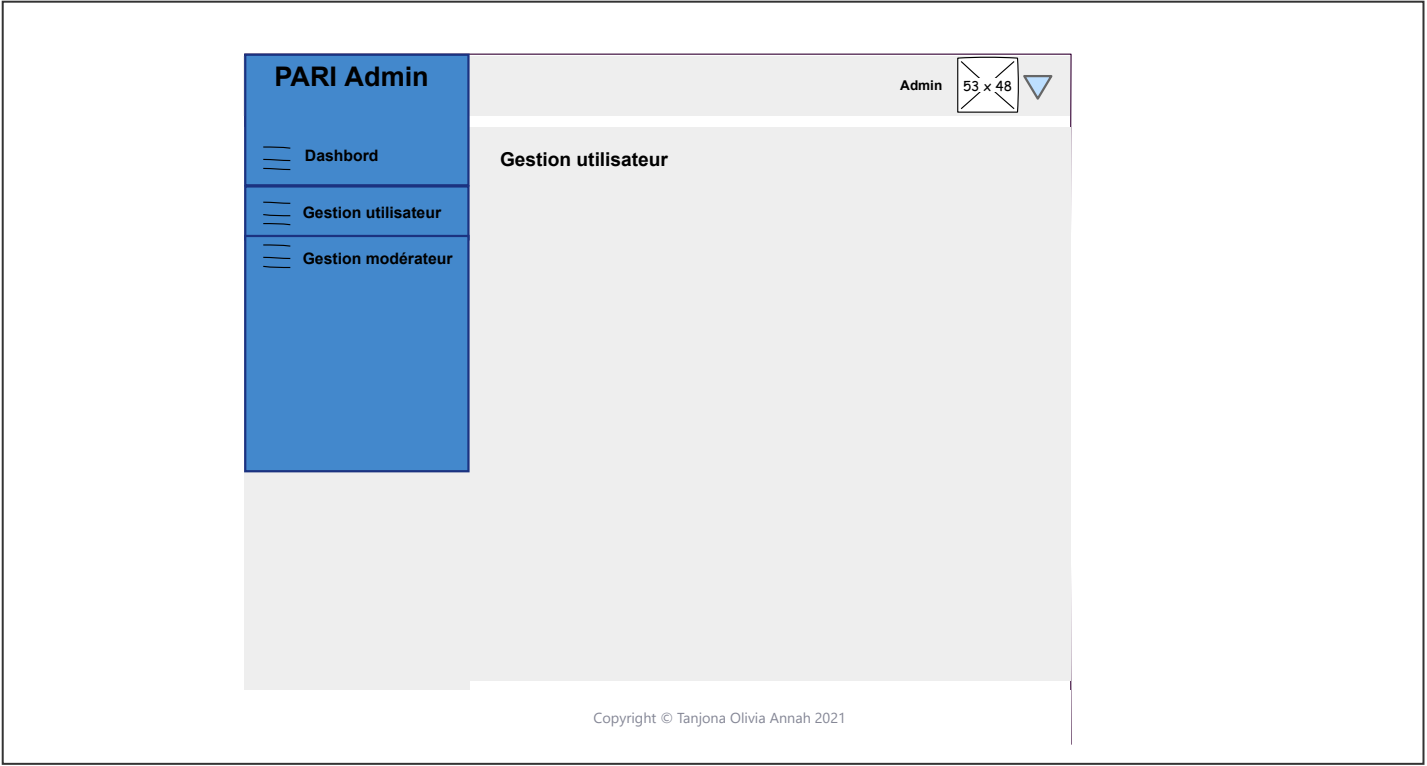 PARI Admin
Admin
53 x 48
Dashbord
Gestion utilisateur
Gestion utilisateur
Gestion modérateur
Copyright © Tanjona Olivia Annah 2021